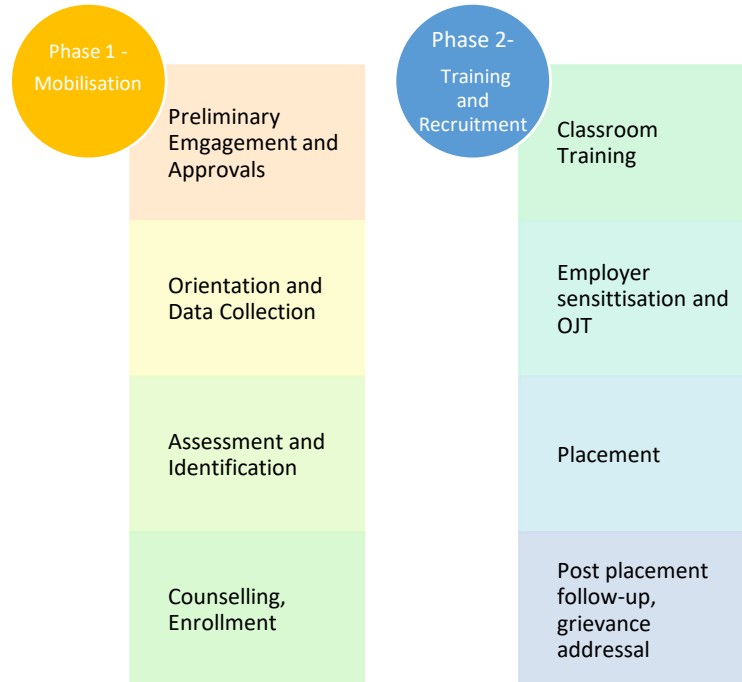 Phase 1 -
Mobilisation
Preliminary
Emgagement and
Approvals
Orientation and
Data Collection
Assessment and
Identification
Counselling,
Enrollment
Phase 2-
Training
and
Recruitment
Classroom
Training
Employer
sensittisation and
OJT
Placement
Post placement
follow-up,
grievance
addressal